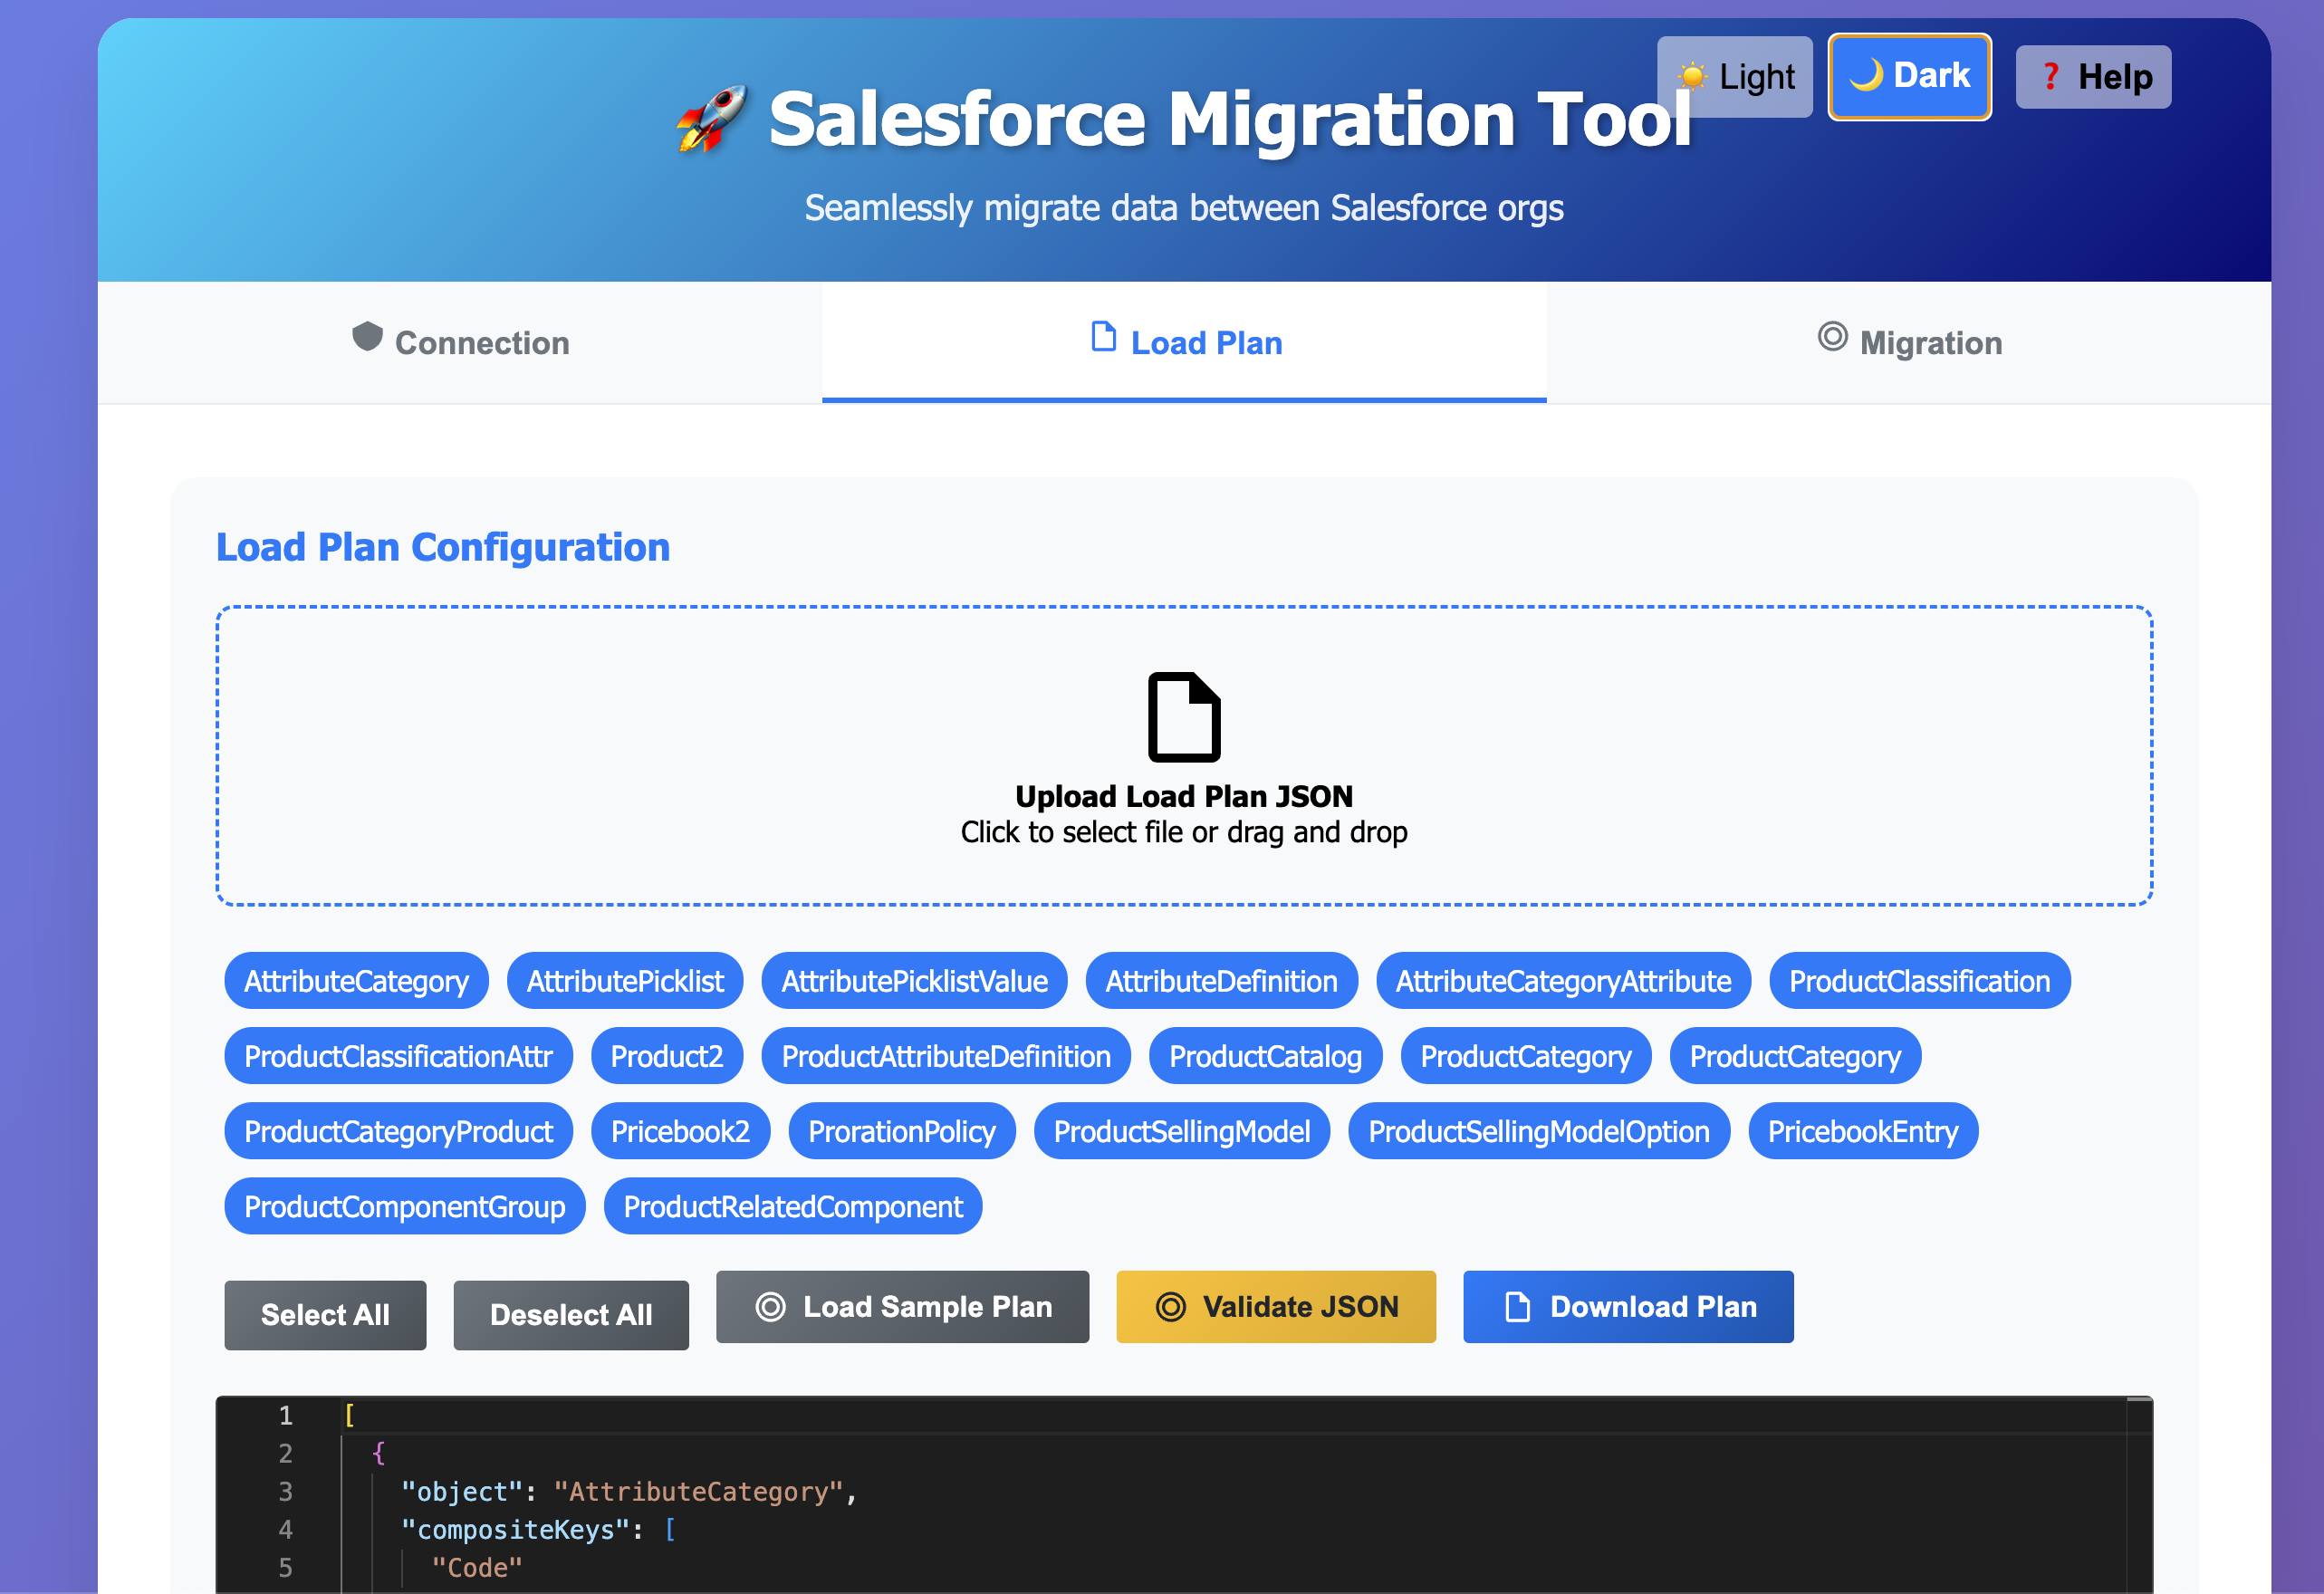 Light
Dark
Help
Salesforce Migration Tool
Seamlessly migrate data between Salesforce orgs
Connection
Load Plan
Migration
Load Plan Configuration
Upload Load Plan JSON
Click to select file or drag and drop
AttributeCategory AttributePicklist AttributePicklistValue AttributeDefinition AttributeCategoryAttribute ProductClassification
ProductClassificationAttr Product2 ProductAttributeDefinition ProductCatalog ProductCategory ProductCategory
ProductCategoryProduct Pricebook2 ProrationPolicy ProductSellingModel ProductSellingModelOption PricebookEntry
ProductComponentGroup ProductRelatedComponent
Select All Deselect All Load Sample Plan Validate JSON Download Plan
1 [
2 {
3 "object": "AttributeCategory",
4 "compositeKeys": [
5 "Code"